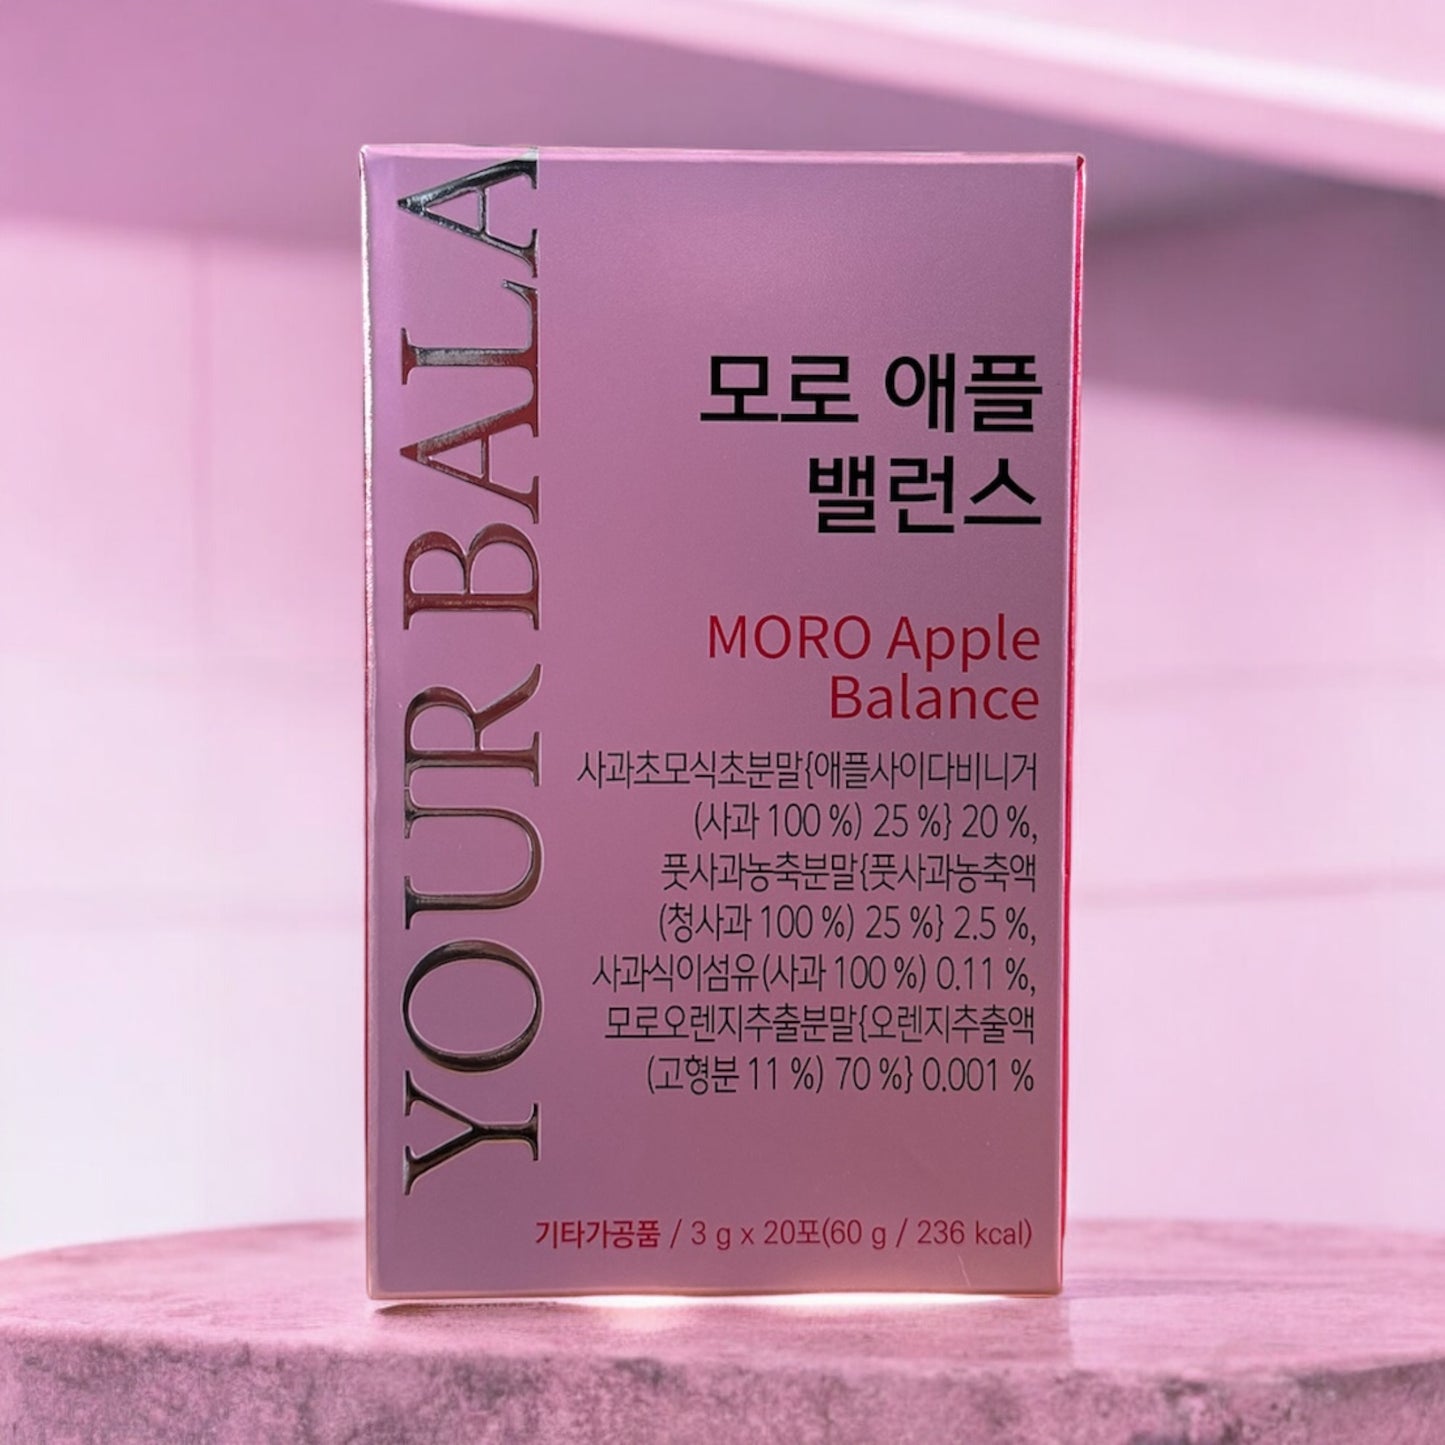 YOUR BALA
모로 애플
밸런스
MORO Apple
Balance
사과초모식초분말{애플사이다비니거
(사과 100 %) 25 %} 20 %,
풋사과농축분말{풋사과농축액
(청사과 100 %) 25 %} 2.5 %,
사과식이섬유(사과 100 %) 0.11 %,
모로오렌지추출분말{오렌지추출액
(고형분 11 %) 70 %} 0.001 %
기타가공품 / 3 g x 20포(60 g / 236 kcal)